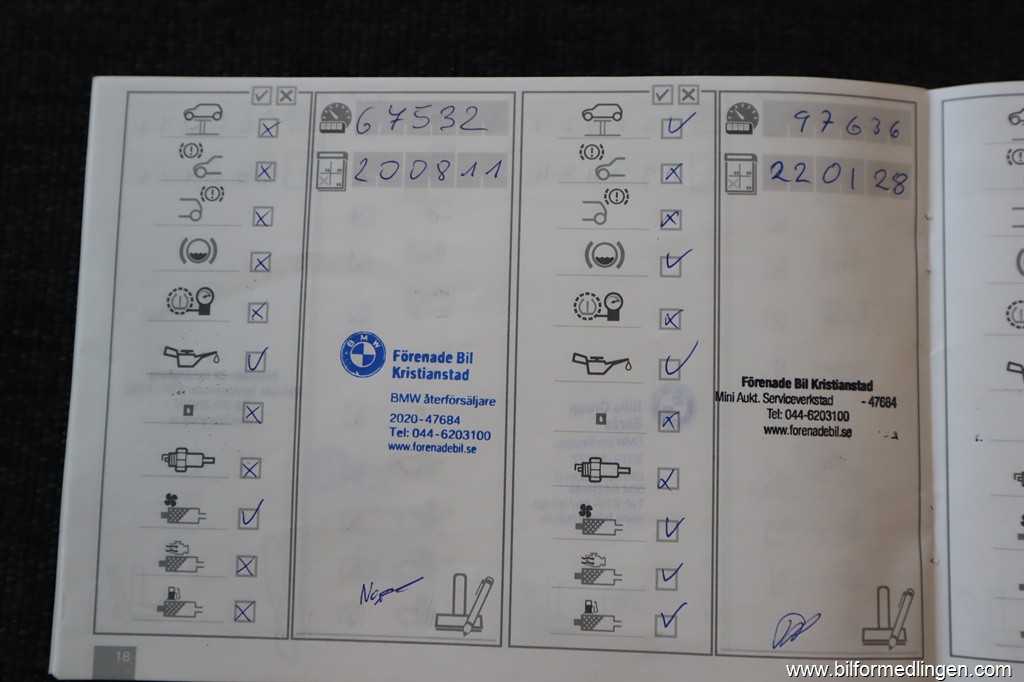 67532
200811
BMW
Förenade Bil
Kristianstad
BMW återförsäljare
2020-47684
Tel: 044-6203100
www.forenadebil.se
97636
220128
Förenade Bil Kristianstad
Mini Aukt. Serviceverkstad - 47684
Tel: 044-6203100
www.forenadebil.se
18
www.bilformedlingen.com